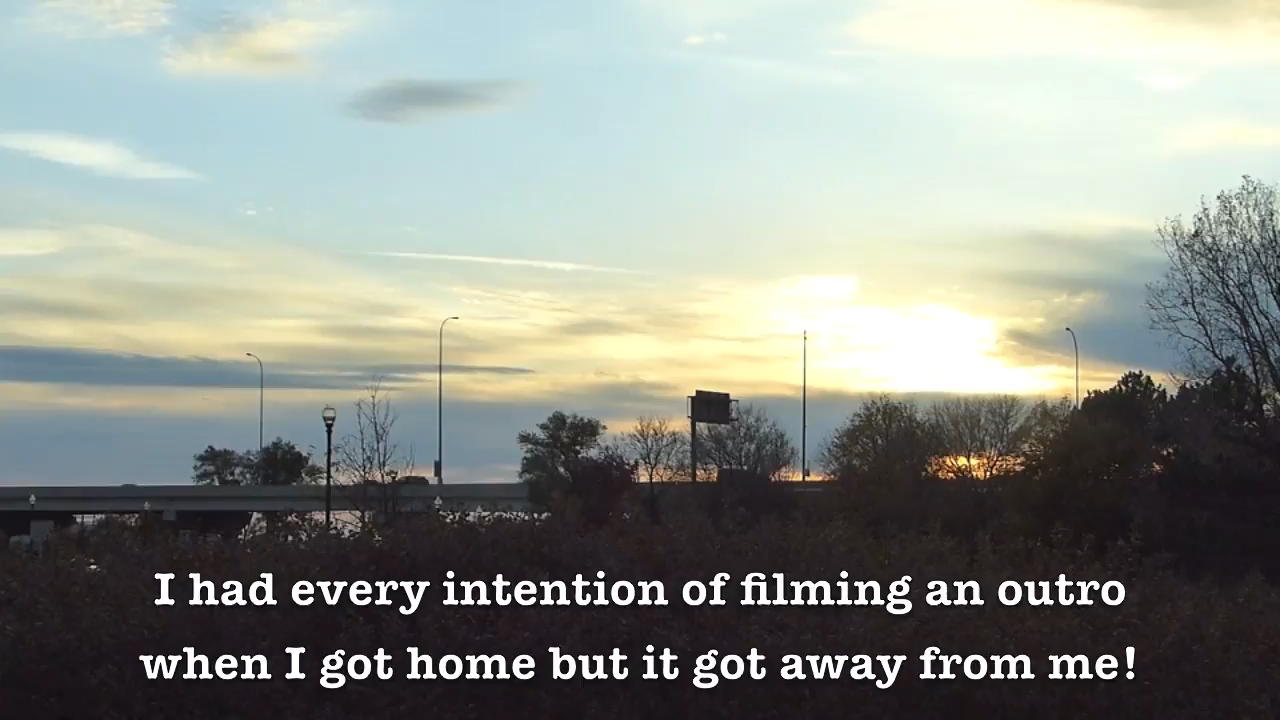 I had every intention of filming an outro
when I got home but it got away from me!